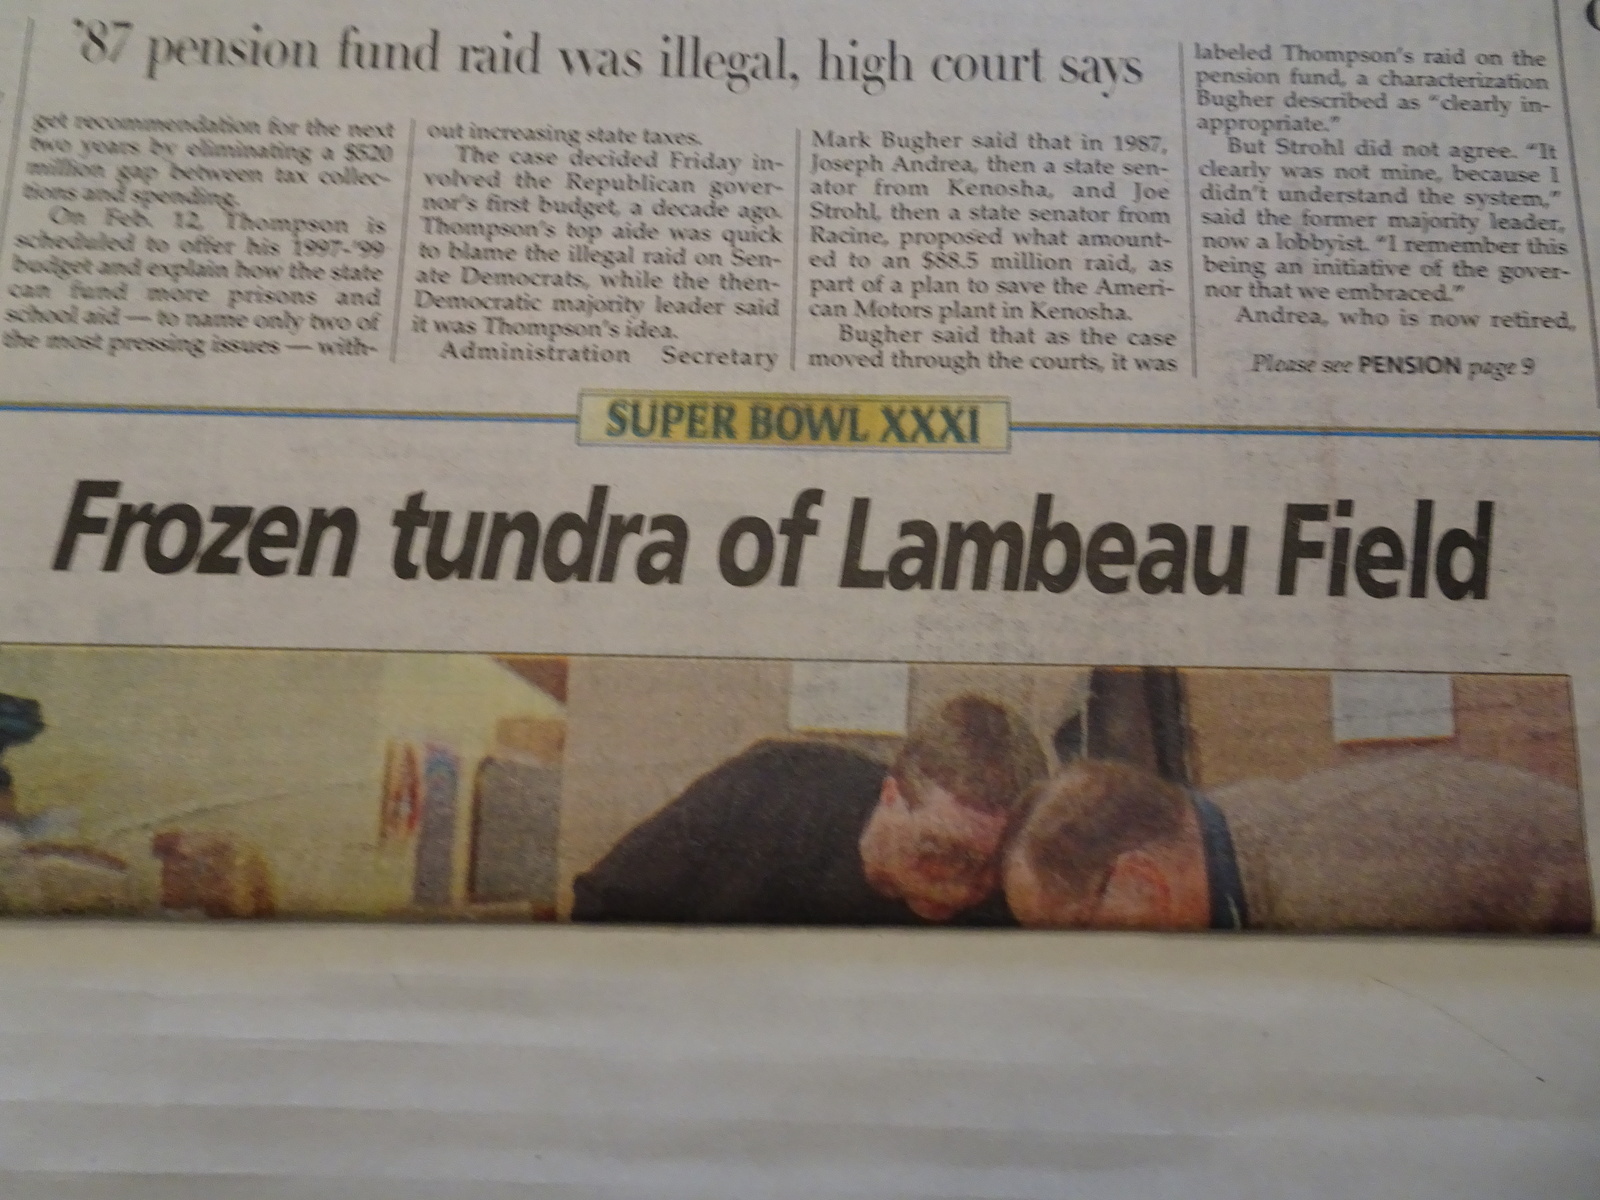 '87 pension fund raid was illegal, high court says
get recommendation for the next
two years by eliminating a $520
million gap between tax collec-
tions and spending.
On Feb. 12, Thompson is
scheduled to offer his 1997-'99
budget and explain how the state
can fund more prisons and
school aid — to name only two of
the most pressing issues — with-
out increasing state taxes.
The case decided Friday in-
volved the Republican gover-
nor's first budget, a decade ago.
Thompson's top aide was quick
to blame the illegal raid on Sen-
ate Democrats, while the then-
Democratic majority leader said
it was Thompson's idea.
Administration Secretary
Mark Bugher said that in 1987,
Joseph Andrea, then a state sen-
ator from Kenosha, and Joe
Strohl, then a state senator from
Racine, proposed what amount-
ed to an $88.5 million raid, as
part of a plan to save the Ameri-
can Motors plant in Kenosha.
Bugher said that as the case
moved through the courts, it was
labeled Thompson's raid on the
pension fund, a characterization
Bugher described as "clearly in-
appropriate."
But Strohl did not agree. "It
clearly was not mine, because I
didn't understand the system,"
said the former majority leader,
now a lobbyist. "I remember this
being an initiative of the gover-
nor that we embraced."
Andrea, who is now retired,
Please see PENSION page 9
SUPER BOWL XXXI
Frozen tundra of Lambeau Field